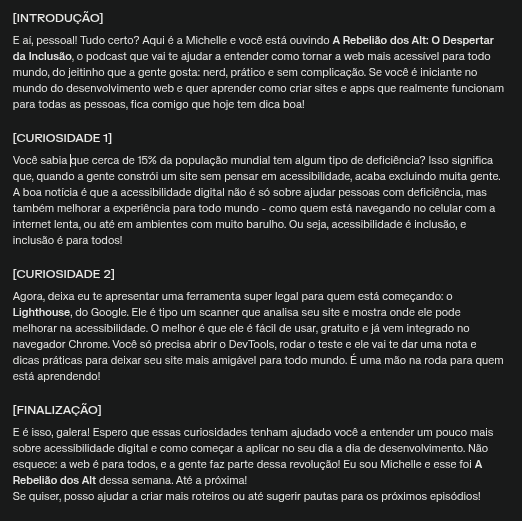 [INTRODUÇÃO]
E aí, pessoal! Tudo certo? Aqui é a Michelle e você está ouvindo A Rebelião dos Alt: O Despertar
da Inclusão, o podcast que vai te ajudar a entender como tornar a web mais acessível para todo
mundo, do jeitinho que a gente gosta: nerd, prático e sem complicação. Se você é iniciante no
mundo do desenvolvimento web e quer aprender como criar sites e apps que realmente funcionam
para todas as pessoas, fica comigo que hoje tem dica boa!
[CURIOSIDADE 1]
Você sabia que cerca de 15% da população mundial tem algum tipo de deficiência? Isso significa
que, quando a gente constrói um site sem pensar em acessibilidade, acaba excluindo muita gente.
A boa notícia é que a acessibilidade digital não é só sobre ajudar pessoas com deficiência, mas
também melhorar a experiência para todo mundo - como quem está navegando no celular com a
internet lenta, ou até em ambientes com muito barulho. Ou seja, acessibilidade é inclusão, e
inclusão é para todos!
[CURIOSIDADE 2]
Agora, deixa eu te apresentar uma ferramenta super legal para quem está começando: o
Lighthouse, do Google. Ele é tipo um scanner que analisa seu site e mostra onde ele pode
melhorar na acessibilidade. O melhor é que ele é fácil de usar, gratuito e já vem integrado no
navegador Chrome. Você só precisa abrir o DevTools, rodar o teste e ele vai te dar uma nota e
dicas práticas para deixar seu site mais amigável para todo mundo. É uma mão na roda para quem
está aprendendo!
[FINALIZAÇÃO]
E é isso, galera! Espero que essas curiosidades tenham ajudado você a entender um pouco mais
sobre acessibilidade digital e como começar a aplicar no seu dia a dia de desenvolvimento. Não
esquece: a web é para todos, e a gente faz parte dessa revolução! Eu sou Michelle e esse foi A
Rebelião dos Alt dessa semana. Até a próxima!
Se quiser, posso ajudar a criar mais roteiros ou até sugerir pautas para os próximos episódios!